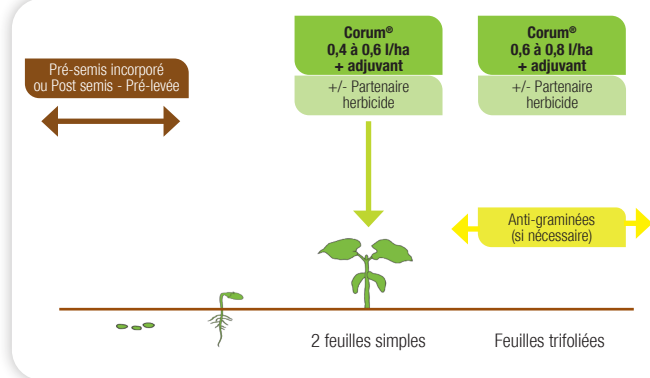 Pré-semis incorporé
ou Post semis - Pré-levée
Corum®
0,4 à 0,6 l/ha
+ adjuvant
+/- Partenaire
herbicide
Corum®
0,6 à 0,8 l/ha
+ adjuvant
+/- Partenaire
herbicide
Anti-graminées
(si nécessaire)
2 feuilles simples
Feuilles trifoliées